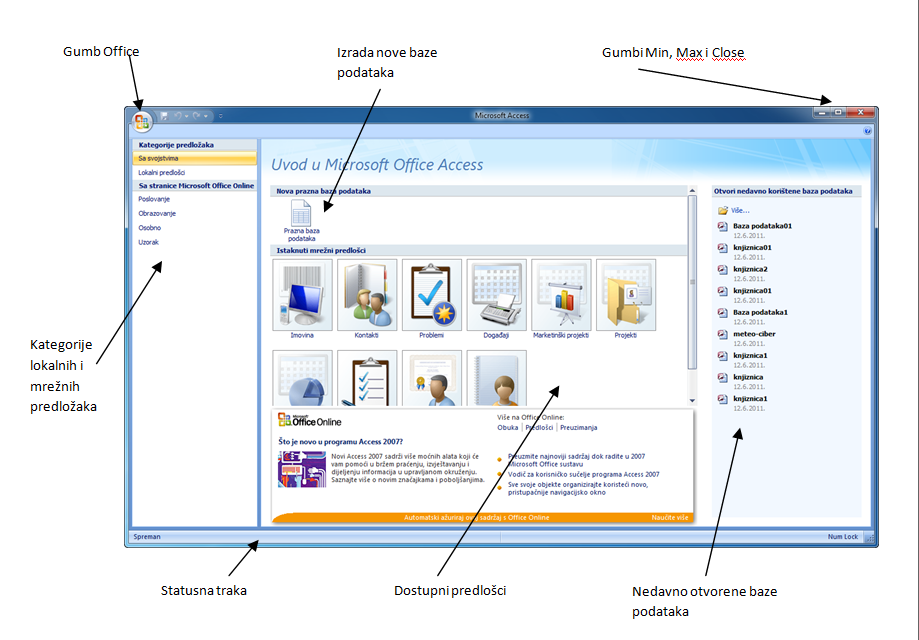 Gumb Office
Izrada nove baze
podataka
Gumbi Min, Max i Close
Microsoft Access
Kategorije predložaka
Sa svojstvima
Lokalni predlošci
Sa stranice Microsoft Office Online
Poslovanje
Obrazovanje
Osobno
Uzorak
Uvod u Microsoft Office Access
Nova prazna baza podataka
Prazna baza
podataka
Istaknuti mrežni predlošci
Imovina
Kontakti
Problemi
Događaji
Marketinški projekti
Projekti
Otvori nedavno korištene baza podataka
Više...
Baza podataka01
12.6.2011.
knjiznica01
12.6.2011.
knjiznica2
12.6.2011.
knjiznica01
12.6.2011.
Baza podataka1
12.6.2011.
meteo-ciber
12.6.2011.
knjiznica1
12.6.2011.
knjiznica
12.6.2011.
knjiznica1
12.6.2011.
Kategorije
lokalnih i
mrežnih
predložaka
Microsoft
Office Online
Što je novo u programu Access 2007?
Novi Access 2007 sadrži više moćnih alata koji će
vam pomoći u bržem praćenju, izvještavanju i
dijeljenju informacija u upravljanom okruženju.
Saznajte više o novim značajkama i poboljšanjima.
Više na Office Online:
Obuka | Predlošci | Preuzimanja
Preuzmite najnoviji sadržaj dok radite u 2007
Microsoft Office sustavu
Vodič za korisničko sučelje programa Access 2007
Sve svoje objekte organizirajte koristeći novo,
pristupačnije navigacijsko okno
Automatski ažuriraj ovaj sadržaj s Office Online
Naučite više
Spreman
Num Lock
Statusna traka
Dostupni predlošci
Nedavno otvorene baze
podataka